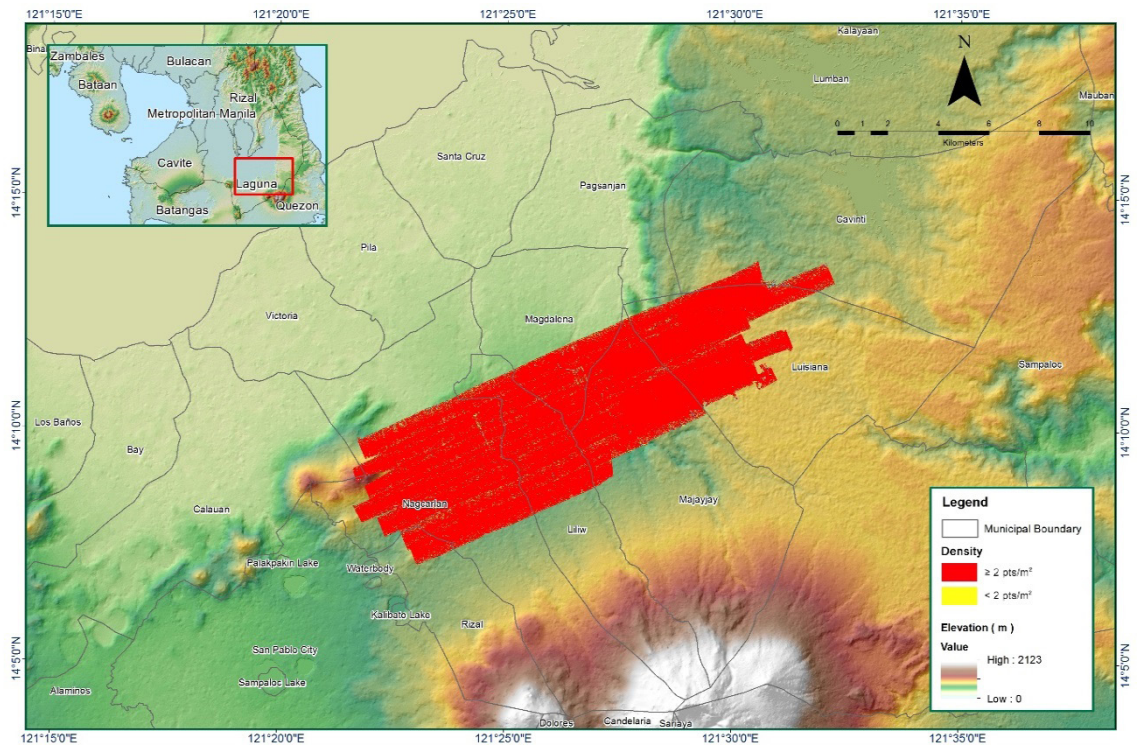 121°15'0"E 121°20'0"E 121°25'0"E 121°30'0"E 121°35'0"E
Kalayaan
Zambales
Bulacan
Bataan
Rizal
Metropolitan Manila
Cavite
Laguna
Batangas
Quezon
N
0 1 2 4 6 8 10
Kilometers
Lumban
Mauban
Santa Cruz
Pagsanjan
14°15'0"N
14°15'0"N
Cavinti
Pila
Victoria
Magdalena
Luisiana
Sampaloc
Los Baños
14°10'0"N
14°10'0"N
Bay
Calauan
Nagcarlan
Majayjay
Liliw
Palakpakin Lake
Waterbody
Kalibato Lake
Rizal
San Pablo City
Sampaloc Lake
14°5'0"N
14°5'0"N
Alaminos
Dolores
Candelaria
Sariaya
Legend
Municipal Boundary
Density
≥ 2 pts/m²
< 2 pts/m²
Elevation ( m )
Value
High : 2123
Low : 0
121°15'0"E 121°20'0"E 121°25'0"E 121°30'0"E 121°35'0"E